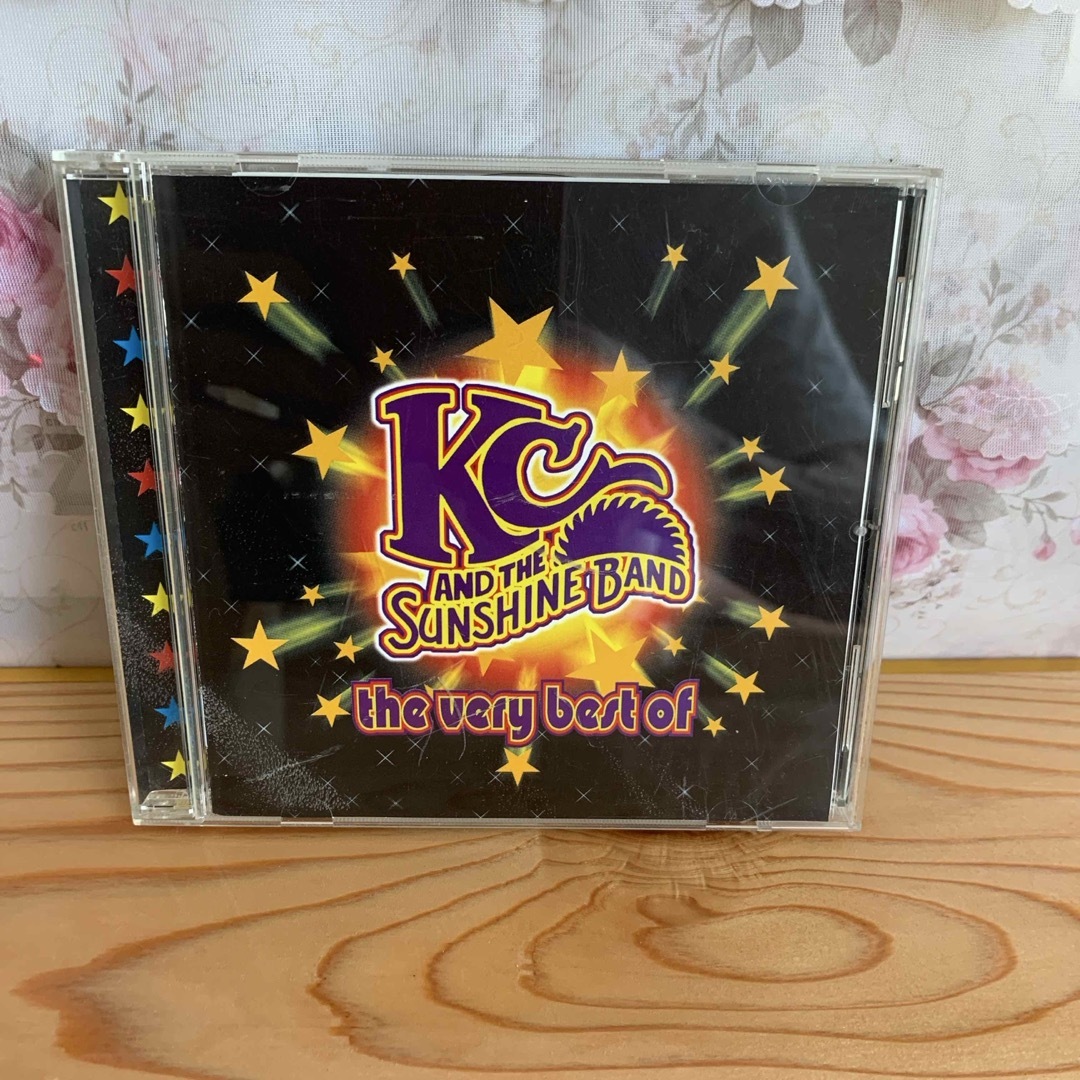 KC
AND THE
SUNSHINE BAND
the very best of